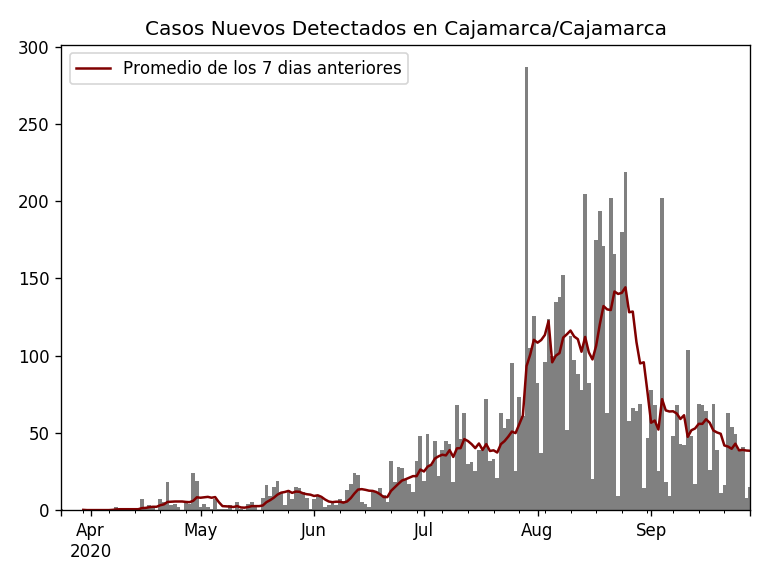 Casos Nuevos Detectados en Cajamarca/Cajamarca
Promedio de los 7 dias anteriores
300
250
200
150
100
50
0
Apr May Jun Jul Aug Sep
2020